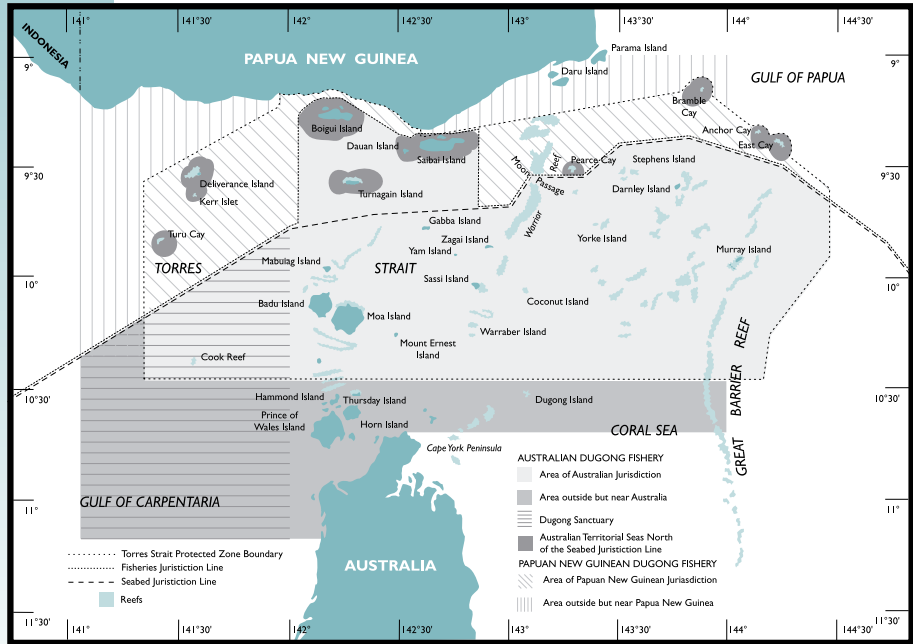 141°
141°30'
142°
142°30'
143°
143°30'
144°
144°30'
INDONESIA
PAPUA NEW GUINEA
Parama Island
Daru Island
GULF OF PAPUA
9°
9°
Bramble
Cay
Anchor Cay
East Cay
Boigui Island
Dauan Island
Saibai Island
Moon
Passage
Reef
Warrior
Pearce Cay
Stephens Island
9°30
9°30
Deliverance Island
Kerr Islet
Turnagain Island
Darnley Island
Gabba Island
Turu Cay
Zagai Island
Yam Island
Yorke Island
Murray Island
TORRES
STRAIT
Mabuiag Island
10°
10°
Sassi Island
Badu Island
Coconut Island
Moa Island
Warraber Island
Mount Ernest
Island
Cook Reef
GREAT BARRIER REEF
10°30'
10°30'
Hammond Island
Thursday Island
Dugong Island
Prince of
Wales Island
Horn Island
CORAL SEA
Cape York Peninsula
GULF OF CARPENTARIA
11°
11°
AUSTRALIA
AUSTRALIAN DUGONG FISHERY
Area of Australian Jurisdiction
Area outside but near Australia
Dugong Sanctuary
Australian Territorial Seas North
of the Seabed Juristiction Line
PAPUAN NEW GUINEAN DUGONG FISHERY
Area of Papuan New Guinean Juriasdiction
Area outside but near Papua New Guinea
Torres Strait Protected Zone Boundary
Fisheries Juristiction Line
Seabed Juristiction Line
Reefs
11°30
11°30
141°
141°30'
142°
142°30'
143°
143°30'
144°
144°30'